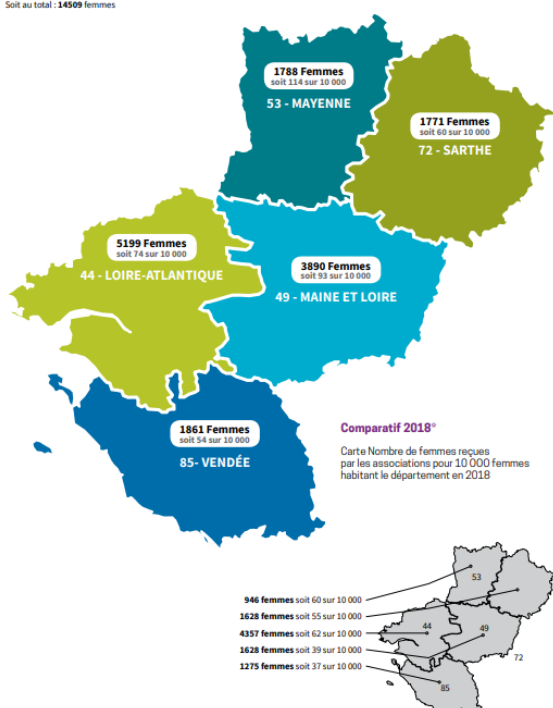 Soit au total : 14509 femmes
1788 Femmes
soit 114 sur 10 000
53 - MAYENNE
1771 Femmes
soit 60 sur 10 000
72 - SARTHE
5199 Femmes
soit 74 sur 10 000
44 - LOIRE-ATLANTIQUE
3890 Femmes
soit 93 sur 10 000
49 - MAINE ET LOIRE
1861 Femmes
soit 54 sur 10 000
85- VENDÉE
Comparatif 2018®
Carte Nombre de femmes reçues
par les associations pour 10 000 femmes
habitant le département en 2018
946 femmes soit 60 sur 10 000
1628 femmes soit 55 sur 10 000
4357 femmes soit 62 sur 10 000
1628 femmes soit 39 sur 10 000
1275 femmes soit 37 sur 10 000
53
44
49
72
85